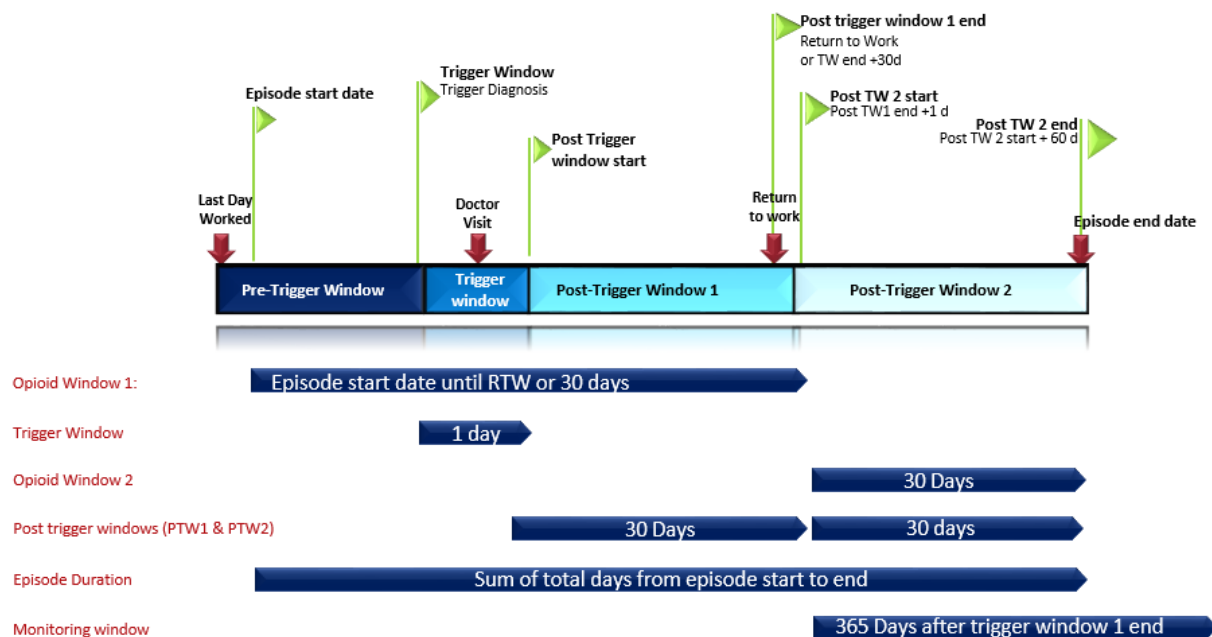 Post trigger window 1 end
Return to Work
or TW end +30d
Trigger Window
Trigger Diagnosis
Episode start date
Post TW 2 start
Post TW1 end +1 d
Post TW 2 end
Post TW 2 start + 60 d
Post Trigger
window start
Last Day
Worked
Doctor
Visit
Return
to work
Episode end date
Pre-Trigger Window
Trigger
window
Post-Trigger Window 1
Post-Trigger Window 2
Opioid Window 1:
Episode start date until RTW or 30 days
Trigger Window
1 day
Opioid Window 2
30 Days
Post trigger windows (PTW1 & PTW2)
30 Days
30 days
Episode Duration
Sum of total days from episode start to end
Monitoring window
365 Days after trigger window 1 end